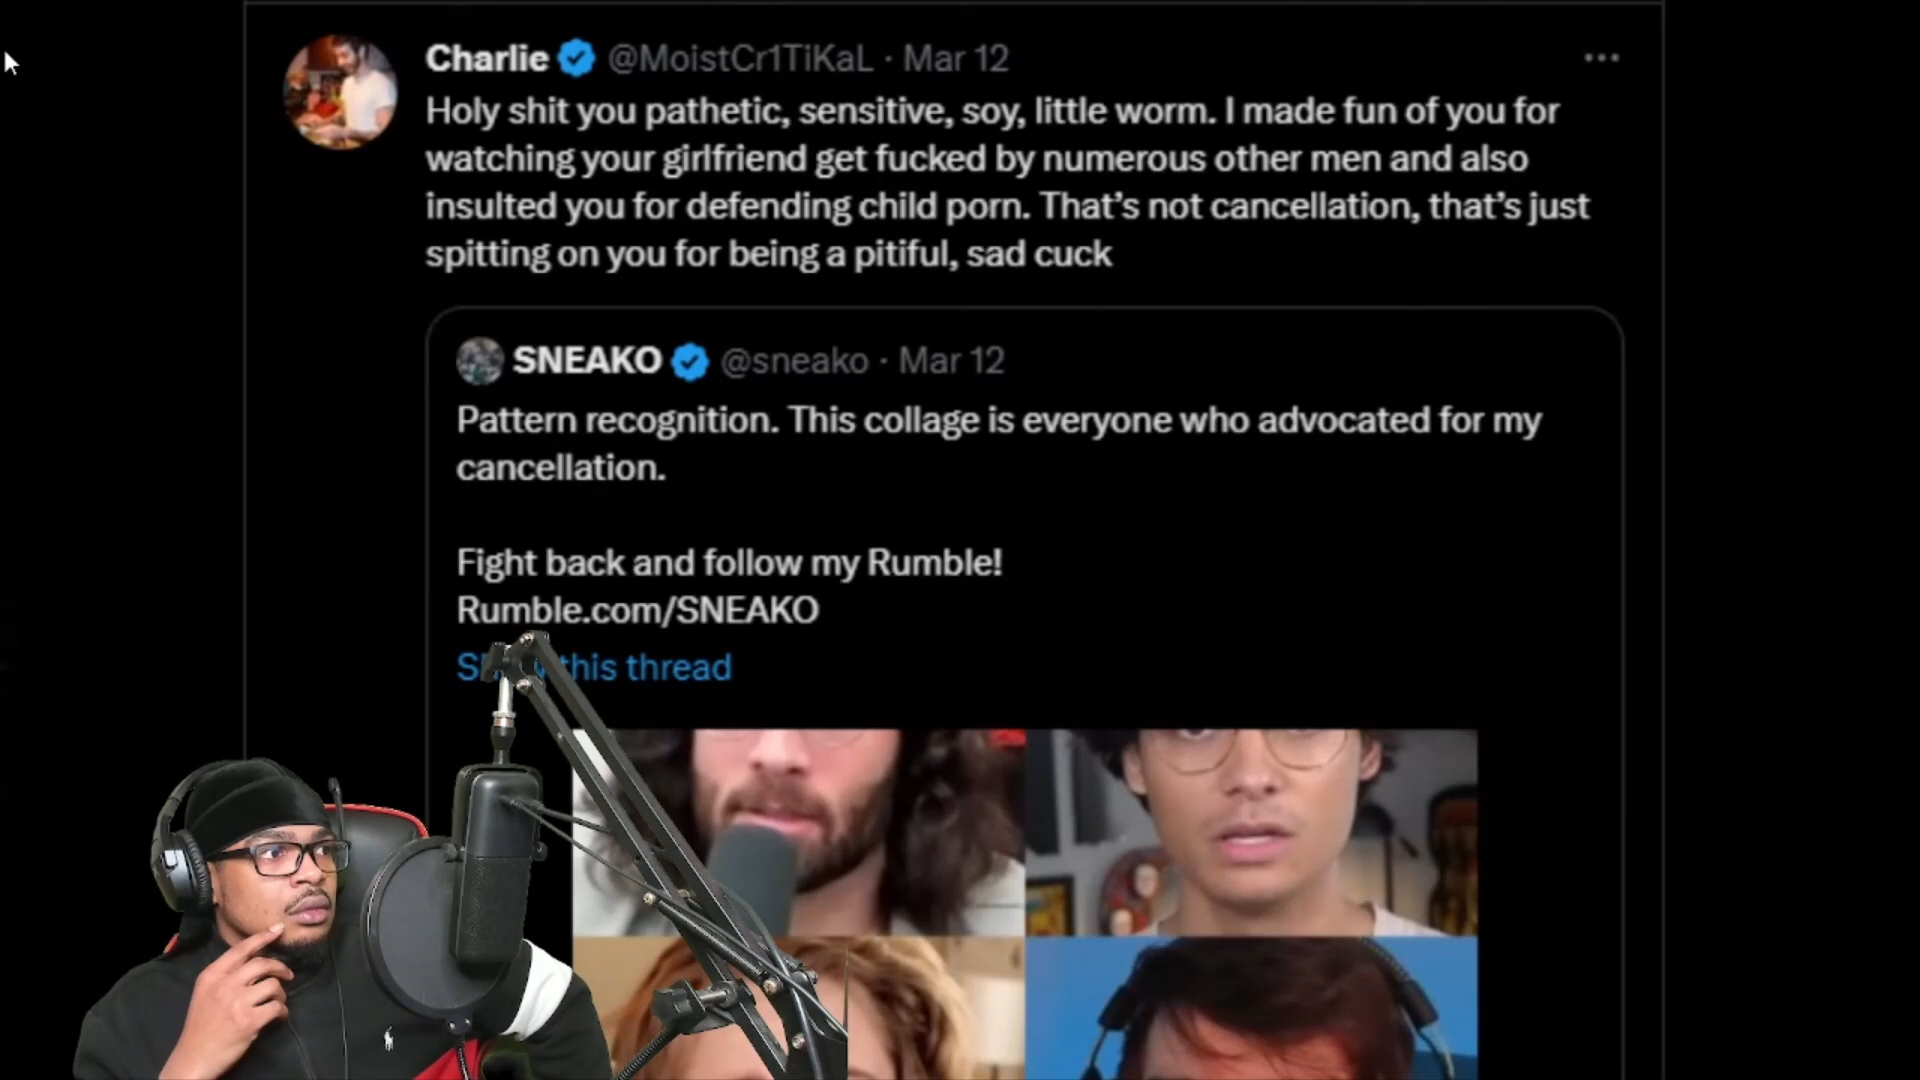 Charlie @MoistCr1TiKaL · Mar 12
Holy shit you pathetic, sensitive, soy, little worm. I made fun of you for
watching your girlfriend get fucked by numerous other men and also
insulted you for defending child porn. That’s not cancellation, that’s just
spitting on you for being a pitiful, sad cuck
SNEAKO @sneako · Mar 12
Pattern recognition. This collage is everyone who advocated for my
cancellation.
Fight back and follow my Rumble!
Rumble.com/SNEAKO
this thread